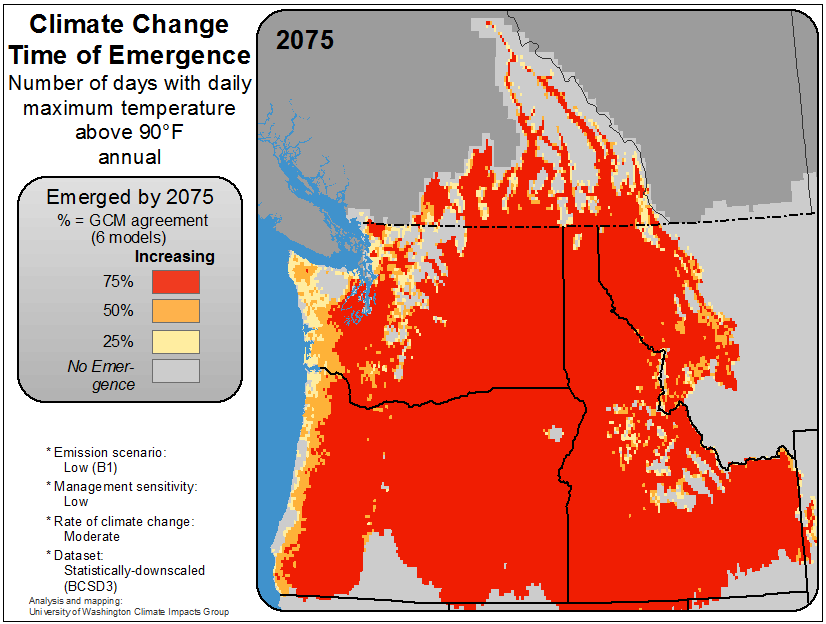 Climate Change
Time of Emergence
Number of days with daily
maximum temperature
above 90°F
annual
Emerged by 2075
% = GCM agreement
(6 models)
Increasing
75%
50%
25%
No Emer-
gence
* Emission scenario:
Low (B1)
* Management sensitivity:
Low
* Rate of climate change:
Moderate
* Dataset:
Statistically-downscaled
(BCSD3)
Analysis and mapping:
University of Washington Climate Impacts Group
2075